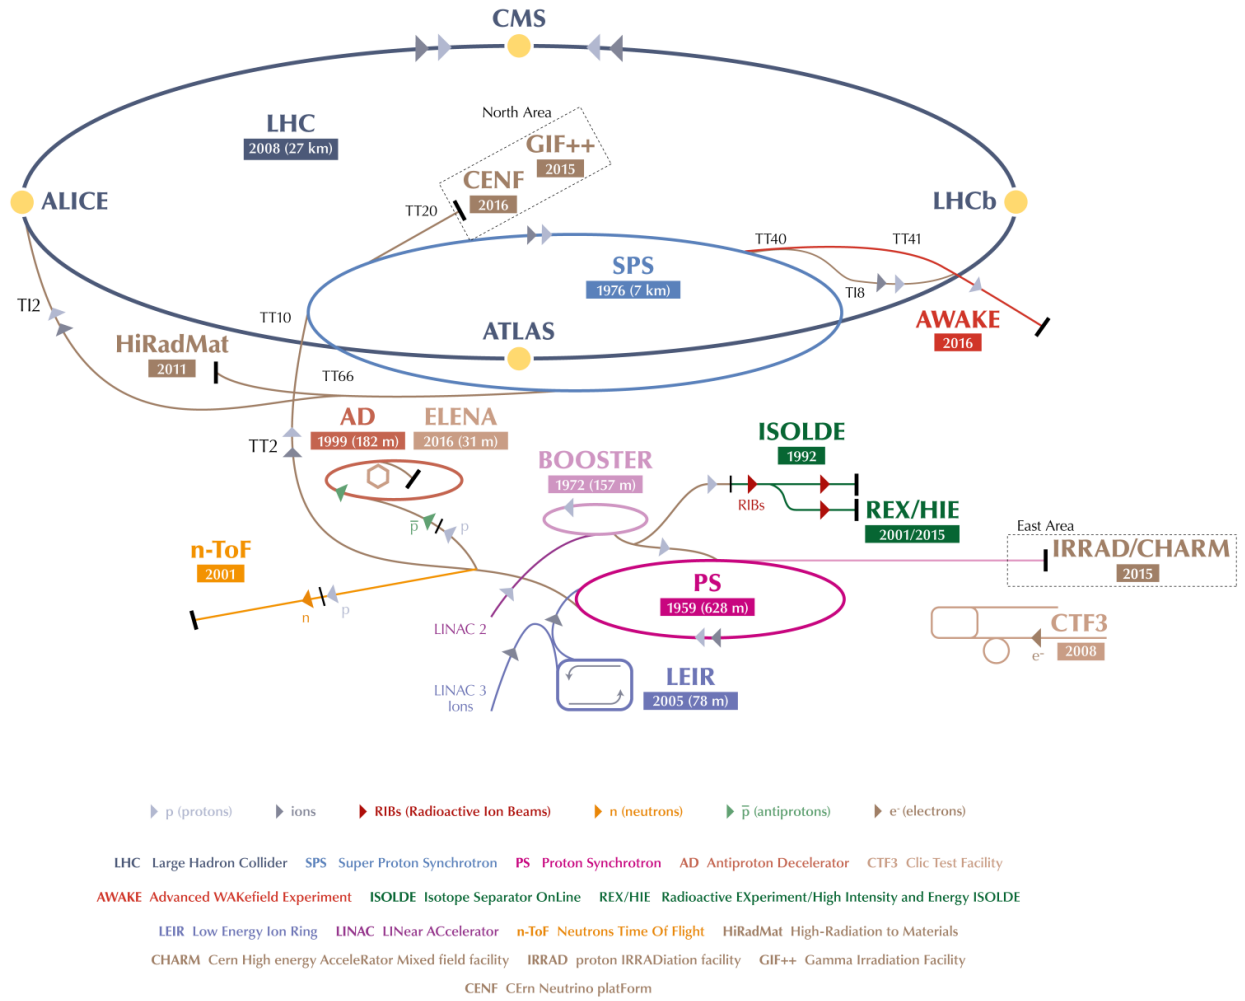 CMS
North Area
LHC
2008 (27 km)
GIF++
2015
CENF
2016
ALICE
TT20
LHCb
TT40
TT41
SPS
1976 (7 km)
TI8
TI2
TT10
ATLAS
AWAKE
2016
HiRadMat
2011
TT66
AD
1999 (182 m)
ELENA
2016 (31 m)
TT2
BOOSTER
1972 (157 m)
ISOLDE
1992
RIBs
REX/HIE
2001/2015
p̅
p
East Area
IRRAD/CHARM
2015
n-ToF
2001
n
p
PS
1959 (628 m)
LINAC 2
CTF3
2008
e-
LINAC 3
Ions
LEIR
2005 (78 m)
p (protons) ions RIBs (Radioactive Ion Beams) n (neutrons) p̅ (antiprotons) e- (electrons)
LHC Large Hadron Collider SPS Super Proton Synchrotron PS Proton Synchrotron AD Antiproton Decelerator CTF3 Clic Test Facility
AWAKE Advanced WAKefield Experiment ISOLDE Isotope Separator OnLine REX/HIE Radioactive EXperiment/High Intensity and Energy ISOLDE
LEIR Low Energy Ion Ring LINAC LINear ACcelerator n-ToF Neutrons Time Of Flight HiRadMat High-Radiation to Materials
CHARM Cern High energy AcceleRator Mixed field facility IRRAD proton IRRADiation facility GIF++ Gamma Irradiation Facility
CENF CErn Neutrino platForm